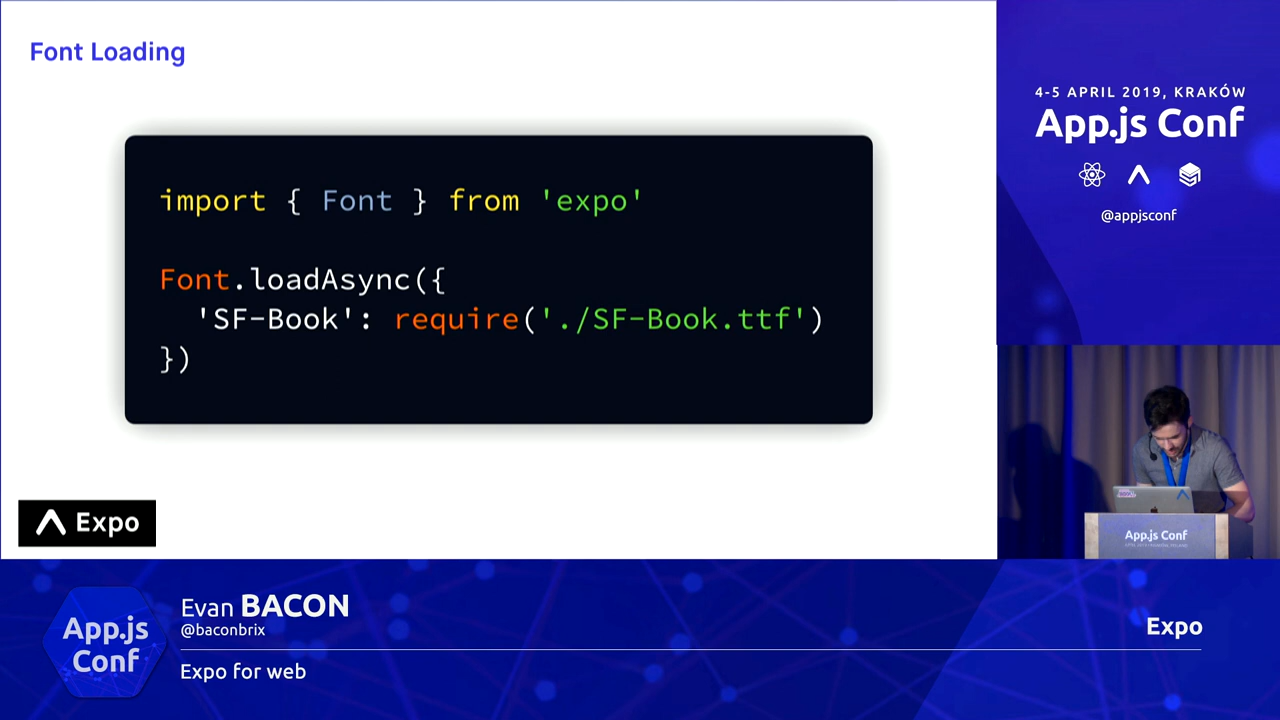 Font Loading
import { Font } from 'expo'
Font.loadAsync({
'SF-Book': require('./SF-Book.ttf')
})
Expo
4-5 APRIL 2019, KRAKÓW
App.js Conf
@appjsconf
App.js Conf
App.js
Conf
Evan BACON
@baconbrix
Expo for web
Expo